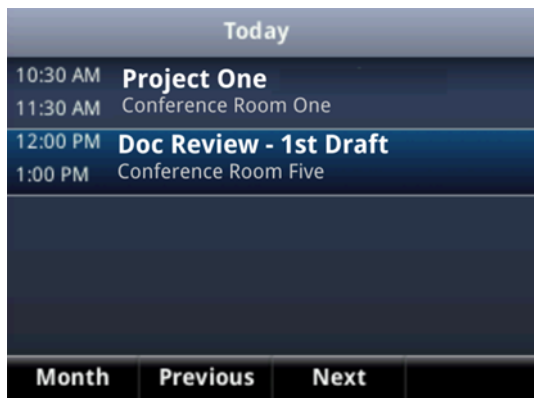 Today
10:30 AM Project One
11:30 AM Conference Room One
12:00 PM Doc Review - 1st Draft
1:00 PM Conference Room Five
Month Previous Next